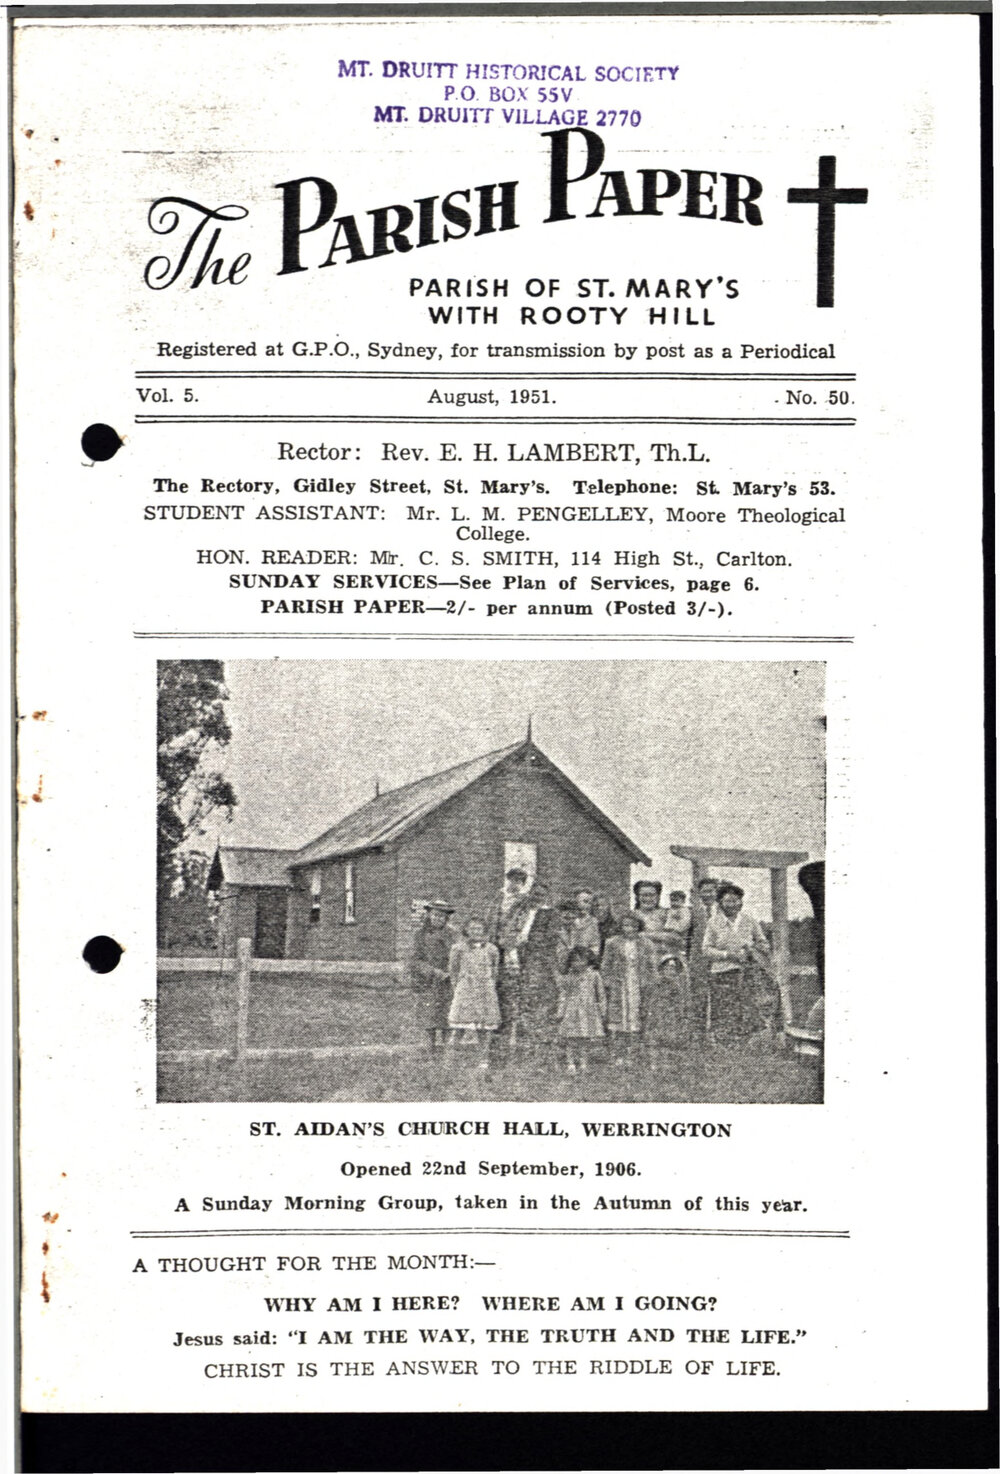 MT. DRUITT HISTORICAL SOCIETY
P.O. BOX 55V
MT. DRUITT VILLAGE 2770
The PARISH PAPER
PARISH OF ST. MARY'S
WITH ROOTY HILL
Registered at G.P.O., Sydney, for transmission by post as a Periodical
Vol. 5. August, 1951. No. 50.
Rector: Rev. E. H. LAMBERT, Th.L.
The Rectory, Gidley Street, St. Mary's. Telephone: St. Mary's 53.
STUDENT ASSISTANT: Mr. L. M. PENGELLEY, Moore Theological
College.
HON. READER: Mr. C. S. SMITH, 114 High St., Carlton.
SUNDAY SERVICES—See Plan of Services, page 6.
PARISH PAPER—2/- per annum (Posted 3/-).
ST. AIDAN'S CHURCH HALL, WERRINGTON
Opened 22nd September, 1906.
A Sunday Morning Group, taken in the Autumn of this year.
A THOUGHT FOR THE MONTH:—
WHY AM I HERE? WHERE AM I GOING?
Jesus said: "I AM THE WAY, THE TRUTH AND THE LIFE."
CHRIST IS THE ANSWER TO THE RIDDLE OF LIFE.